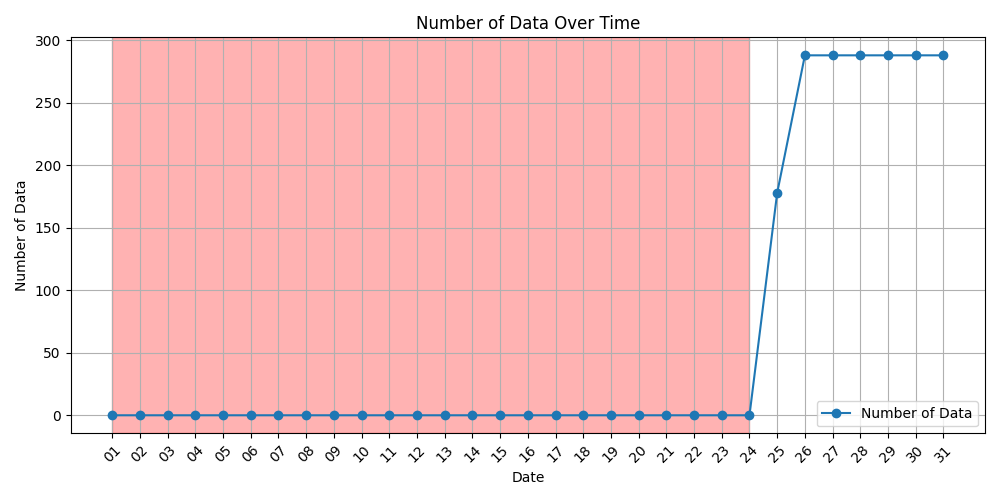 Number of Data Over Time
Number of Data
300
250
200
150
100
50
0
01 02 03 04 05 06 07 08 09 10 11 12 13 14 15 16 17 18 19 20 21 22 23 24 25 26 27 28 29 30 31
Date
Number of Data